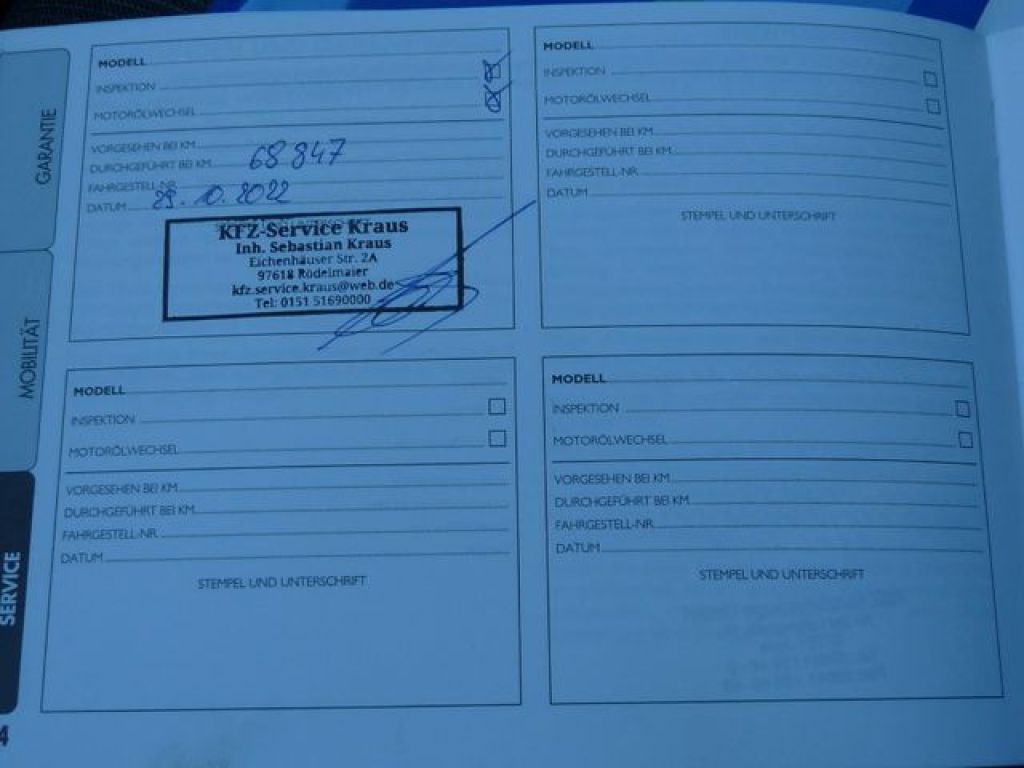 GARANTIE
MOBILITÄT
SERVICE
4
MODELL
INSPEKTION
MOTORÖLWECHSEL
VORGESEHEN BEI KM
DURCHGEFÜHRT BEI KM 68 847
FAHRGESTELL-NR.
DATUM 29.10.2022
KFZ-Service Kraus
Inh. Sebastian Kraus
Eichenhäuser Str. 2A
97618 Rödelmaier
kfz.service.kraus@web.de
Tel: 0151 51690000
MODELL
INSPEKTION
MOTORÖLWECHSEL
VORGESEHEN BEI KM
DURCHGEFÜHRT BEI KM
FAHRGESTELL-NR.
DATUM
STEMPEL UND UNTERSCHRIFT
MODELL
INSPEKTION
MOTORÖLWECHSEL
VORGESEHEN BEI KM
DURCHGEFÜHRT BEI KM
FAHRGESTELL-NR.
DATUM
STEMPEL UND UNTERSCHRIFT
MODELL
INSPEKTION
MOTORÖLWECHSEL
VORGESEHEN BEI KM
DURCHGEFÜHRT BEI KM
FAHRGESTELL-NR.
DATUM
STEMPEL UND UNTERSCHRIFT